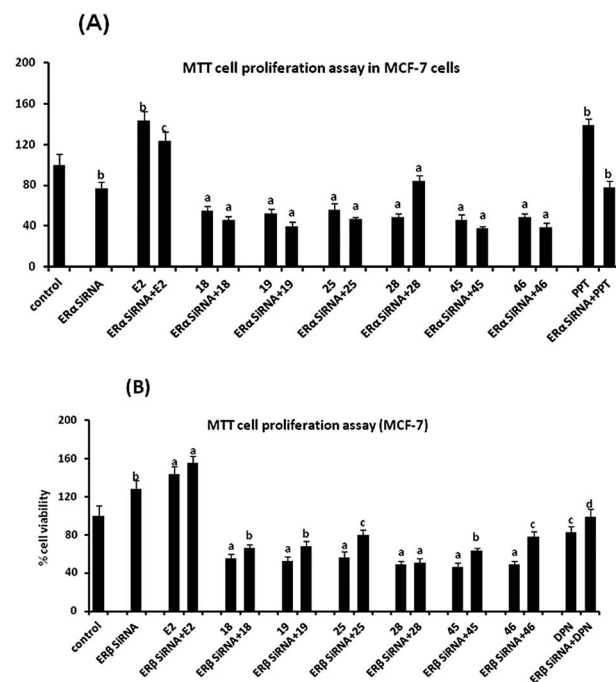 (A)
MTT cell proliferation assay in MCF-7 cells
200
160
120
80
40
0
b
b
c
a
a
a
a
a
a
a
a
a
a
a
a
b
b
control
ERα SiRNA
E2
ERα SiRNA+E2
18
ERα SiRNA+18
19
ERα SiRNA+19
25
ERα SiRNA+25
28
ERα SiRNA+28
45
ERα SiRNA+45
46
ERα SiRNA+46
PPT
ERα SiRNA+PPT
(B)
MTT cell proliferation assay (MCF-7)
% cell viability
200
160
120
80
40
0
b
a
a
a
b
a
b
a
c
a
a
a
b
a
c
c
d
control
ERβ SiRNA
E2
ERβ SiRNA+E2
18
ERβ SiRNA+18
19
ERβ SiRNA+19
25
ERβ SiRNA+25
28
ERβ SiRNA+28
45
ERβ SiRNA+45
46
ERβ SiRNA+46
DPN
ERβ SiRNA+DPN